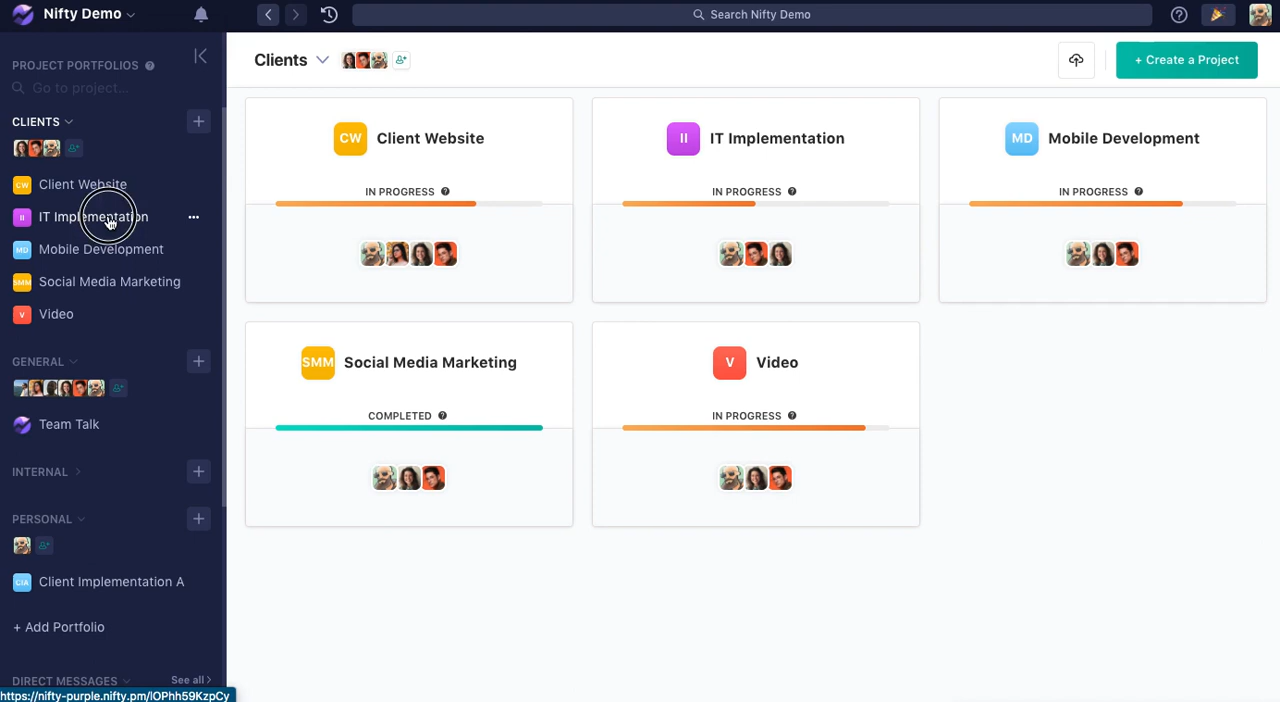 Nifty Demo
Search Nifty Demo
PROJECT PORTFOLIOS
Go to project...
CLIENTS
CW Client Website
II IT Implementation
MD Mobile Development
SMM Social Media Marketing
V Video
GENERAL
Team Talk
INTERNAL
PERSONAL
CIA Client Implementation A
+ Add Portfolio
DIRECT MESSAGES See all
https://nifty-purple.nifty.pm/lOPhh59KzpCy
Clients
+ Create a Project
CW Client Website
IN PROGRESS
II IT Implementation
IN PROGRESS
MD Mobile Development
IN PROGRESS
SMM Social Media Marketing
COMPLETED
V Video
IN PROGRESS